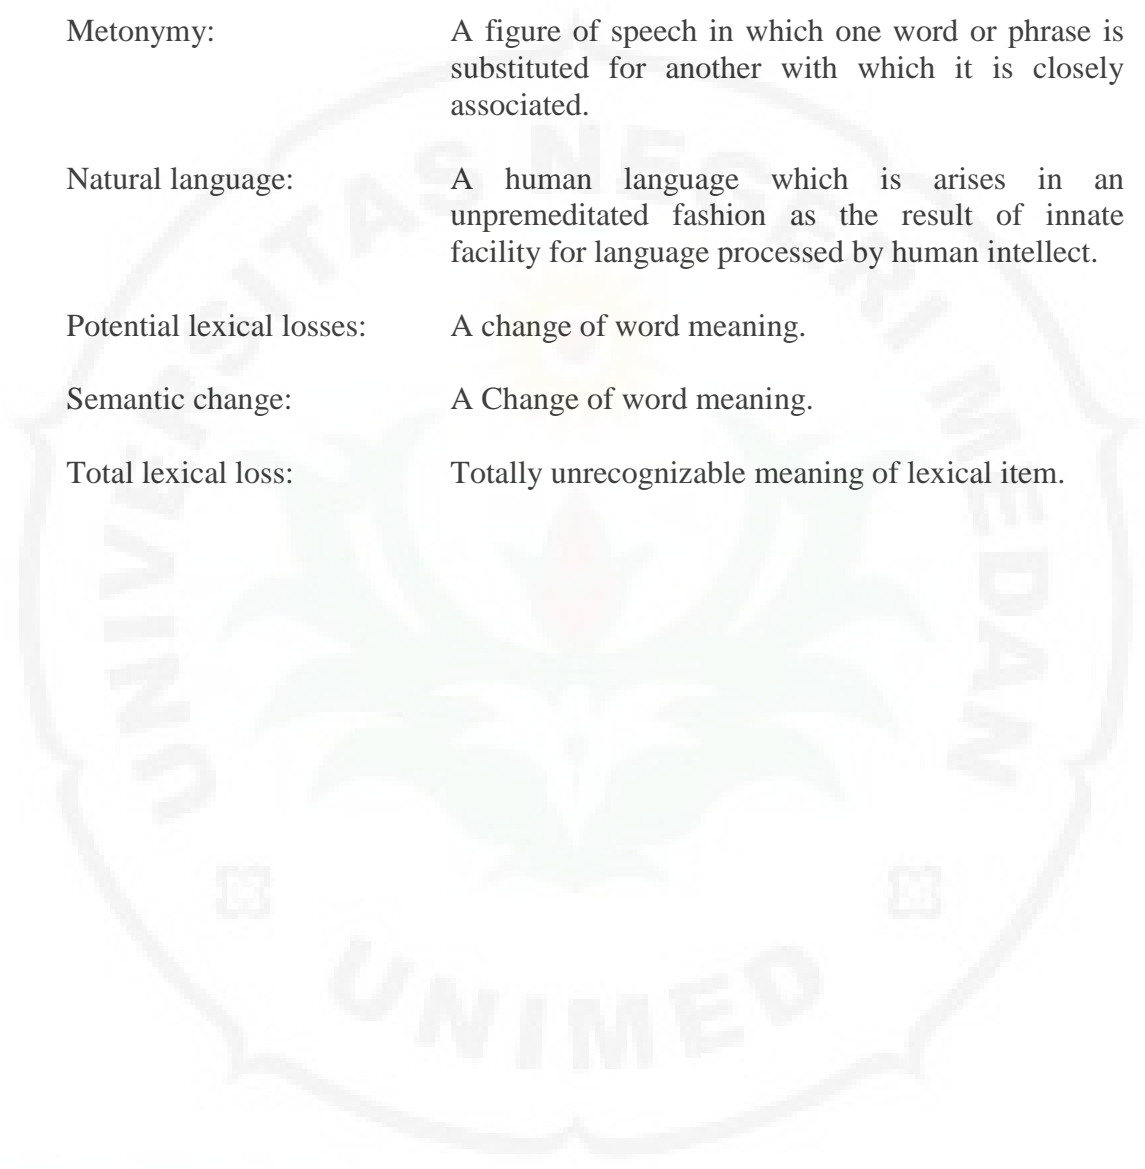 Metonymy: A figure of speech in which one word or phrase is
substituted for another with which it is closely
associated.
Natural language: A human language which is arises in an
unpremeditated fashion as the result of innate
facility for language processed by human intellect.
Potential lexical losses: A change of word meaning.
Semantic change: A Change of word meaning.
Total lexical loss: Totally unrecognizable meaning of lexical item.
UNIVERSITAS NEGERI MEDAN
UNIMED